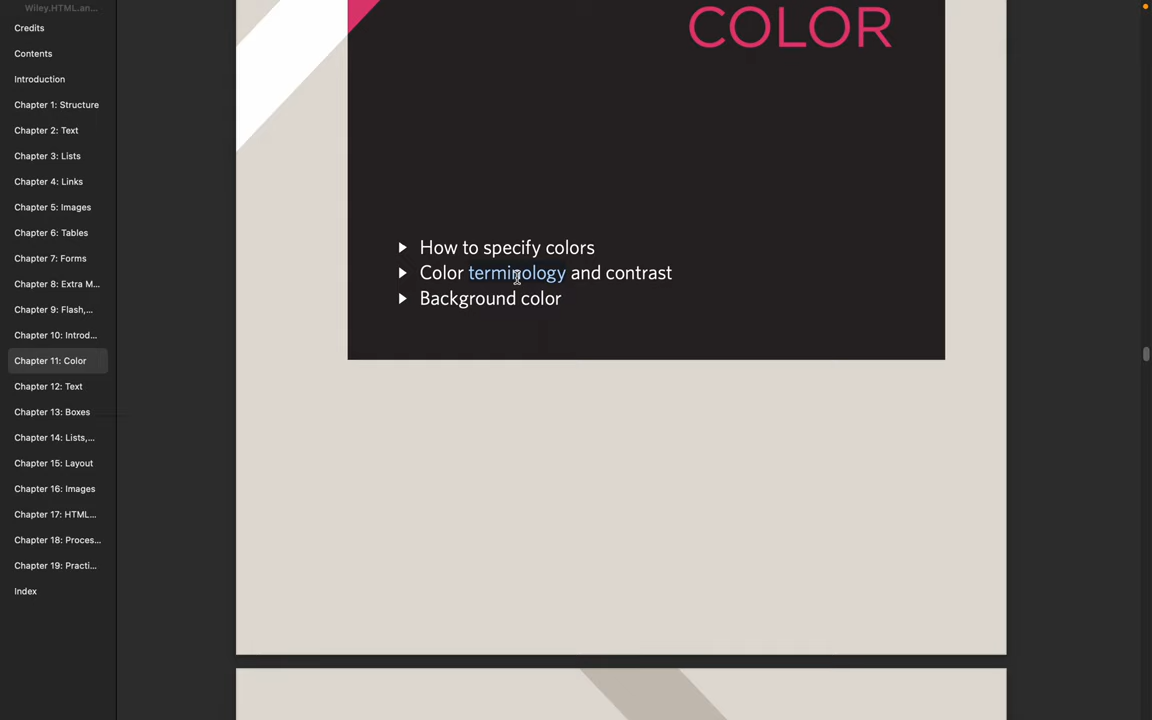 Wiley.HTML.an...
Credits
Contents
Introduction
Chapter 1: Structure
Chapter 2: Text
Chapter 3: Lists
Chapter 4: Links
Chapter 5: Images
Chapter 6: Tables
Chapter 7: Forms
Chapter 8: Extra M...
Chapter 9: Flash,...
Chapter 10: Introd...
Chapter 11: Color
Chapter 12: Text
Chapter 13: Boxes
Chapter 14: Lists,...
Chapter 15: Layout
Chapter 16: Images
Chapter 17: HTML...
Chapter 18: Proces...
Chapter 19: Practi...
Index
COLOR
How to specify colors
Color terminology and contrast
Background color